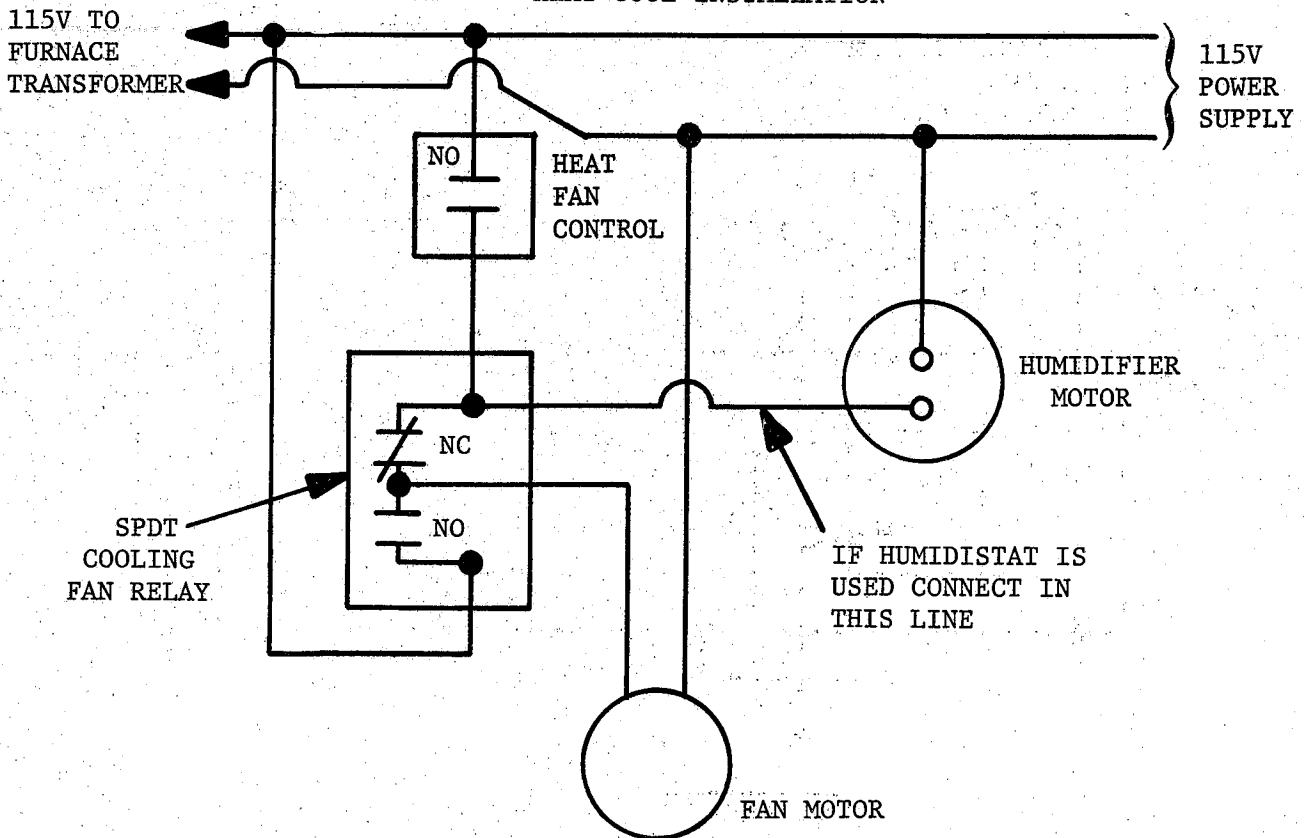 115V TO
FURNACE
TRANSFORMER
115V
POWER
SUPPLY
NO
HEAT
FAN
CONTROL
HUMIDIFIER
MOTOR
NC
NO
SPDT
COOLING
FAN RELAY
IF HUMIDISTAT IS
USED CONNECT IN
THIS LINE
FAN MOTOR